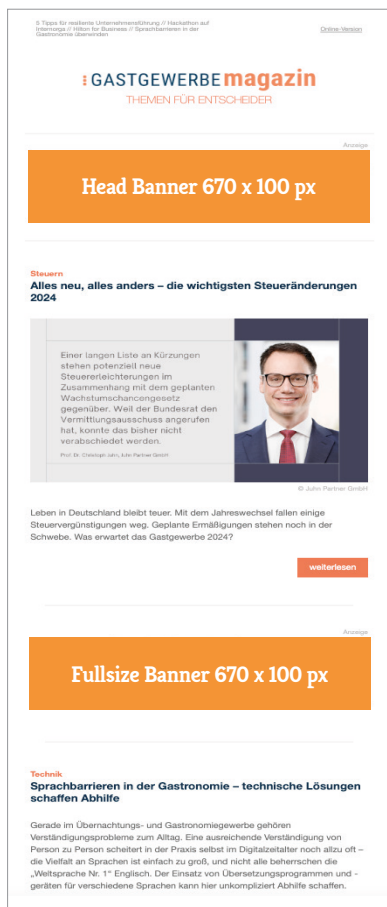 5 Tipps für resiliente Unternehmensführung // Hackathon auf
Internorga // Hilton for Business // Sprachbarrieren in der
Gastronomie überwinden
Online-Version
GASTGEWERBEmagazin
THEMEN FÜR ENTSCHEIDER
Anzeige
Head Banner 670 x 100 px
Steuern
Alles neu, alles anders – die wichtigsten Steueränderungen
2024
Einer langen Liste an Kürzungen
stehen potenziell neue
Steuererleichterungen im
Zusammenhang mit dem geplanten
Wachstumschancengesetz
gegenüber. Weil der Bundesrat den
Vermittlungsausschuss angerufen
hat, konnte das bisher nicht
verabschiedet werden.
Prof. Dr. Christoph Juhn, Juhn Partner GmbH
© Juhn Partner GmbH
Leben in Deutschland bleibt teuer. Mit dem Jahreswechsel fallen einige
Steuervergünstigungen weg. Geplante Ermäßigungen stehen noch in der
Schwebe. Was erwartet das Gastgewerbe 2024?
weiterlesen
Anzeige
Fullsize Banner 670 x 100 px
Technik
Sprachbarrieren in der Gastronomie – technische Lösungen
schaffen Abhilfe
Gerade im Übernachtungs- und Gastronomiegewerbe gehören
Verständigungsprobleme zum Alltag. Eine ausreichende Verständigung von
Person zu Person scheitert in der Praxis selbst im Digitalzeitalter noch allzu oft –
die Vielfalt an Sprachen ist einfach zu groß, und nicht alle beherrschen die
„Weltsprache Nr. 1“ Englisch. Der Einsatz von Übersetzungsprogrammen und -
geräten für verschiedene Sprachen kann hier unkompliziert Abhilfe schaffen.